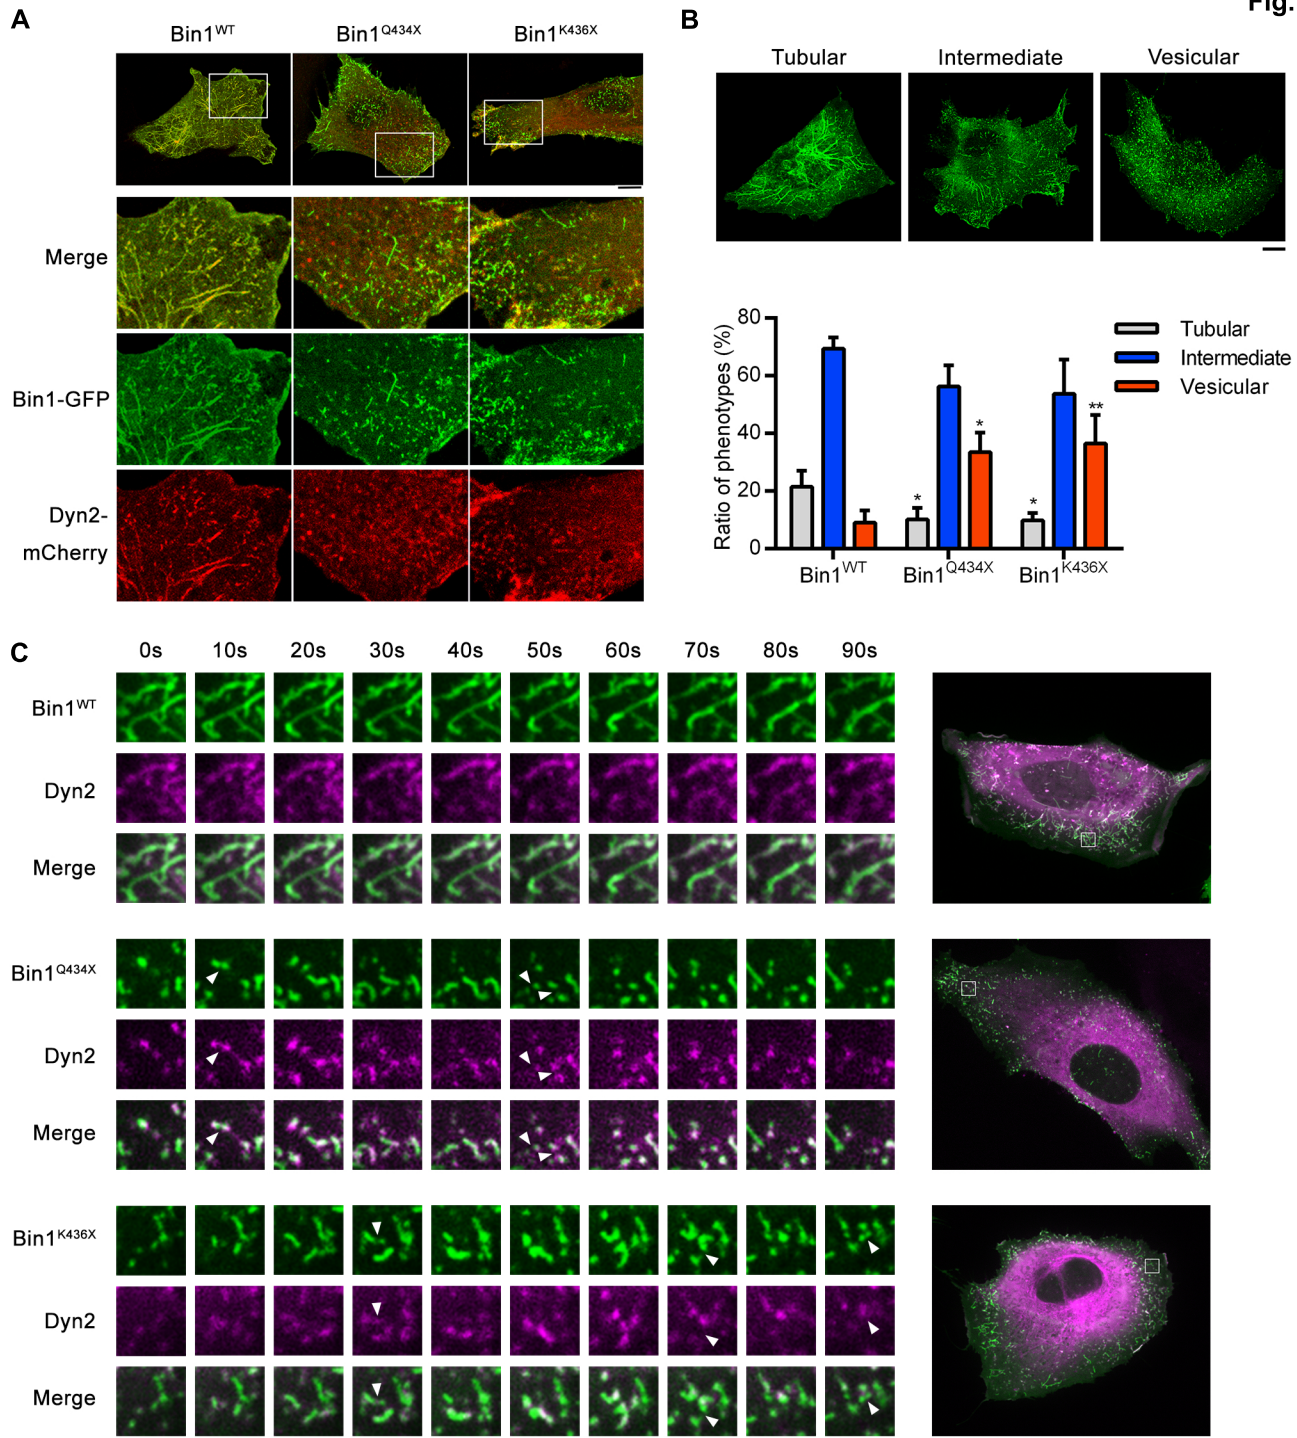 Fig.
A
Bin1WT
Bin1Q434X
Bin1K436X
Merge
Bin1-GFP
Dyn2-
mCherry
B
Tubular
Intermediate
Vesicular
Ratio of phenotypes (%)
80
60
40
20
0
*
*
*
**
Bin1WT
Bin1Q434X
Bin1K436X
Tubular
Intermediate
Vesicular
C
0s 10s 20s 30s 40s 50s 60s 70s 80s 90s
Bin1WT
Dyn2
Merge
Bin1Q434X
Dyn2
Merge
Bin1K436X
Dyn2
Merge